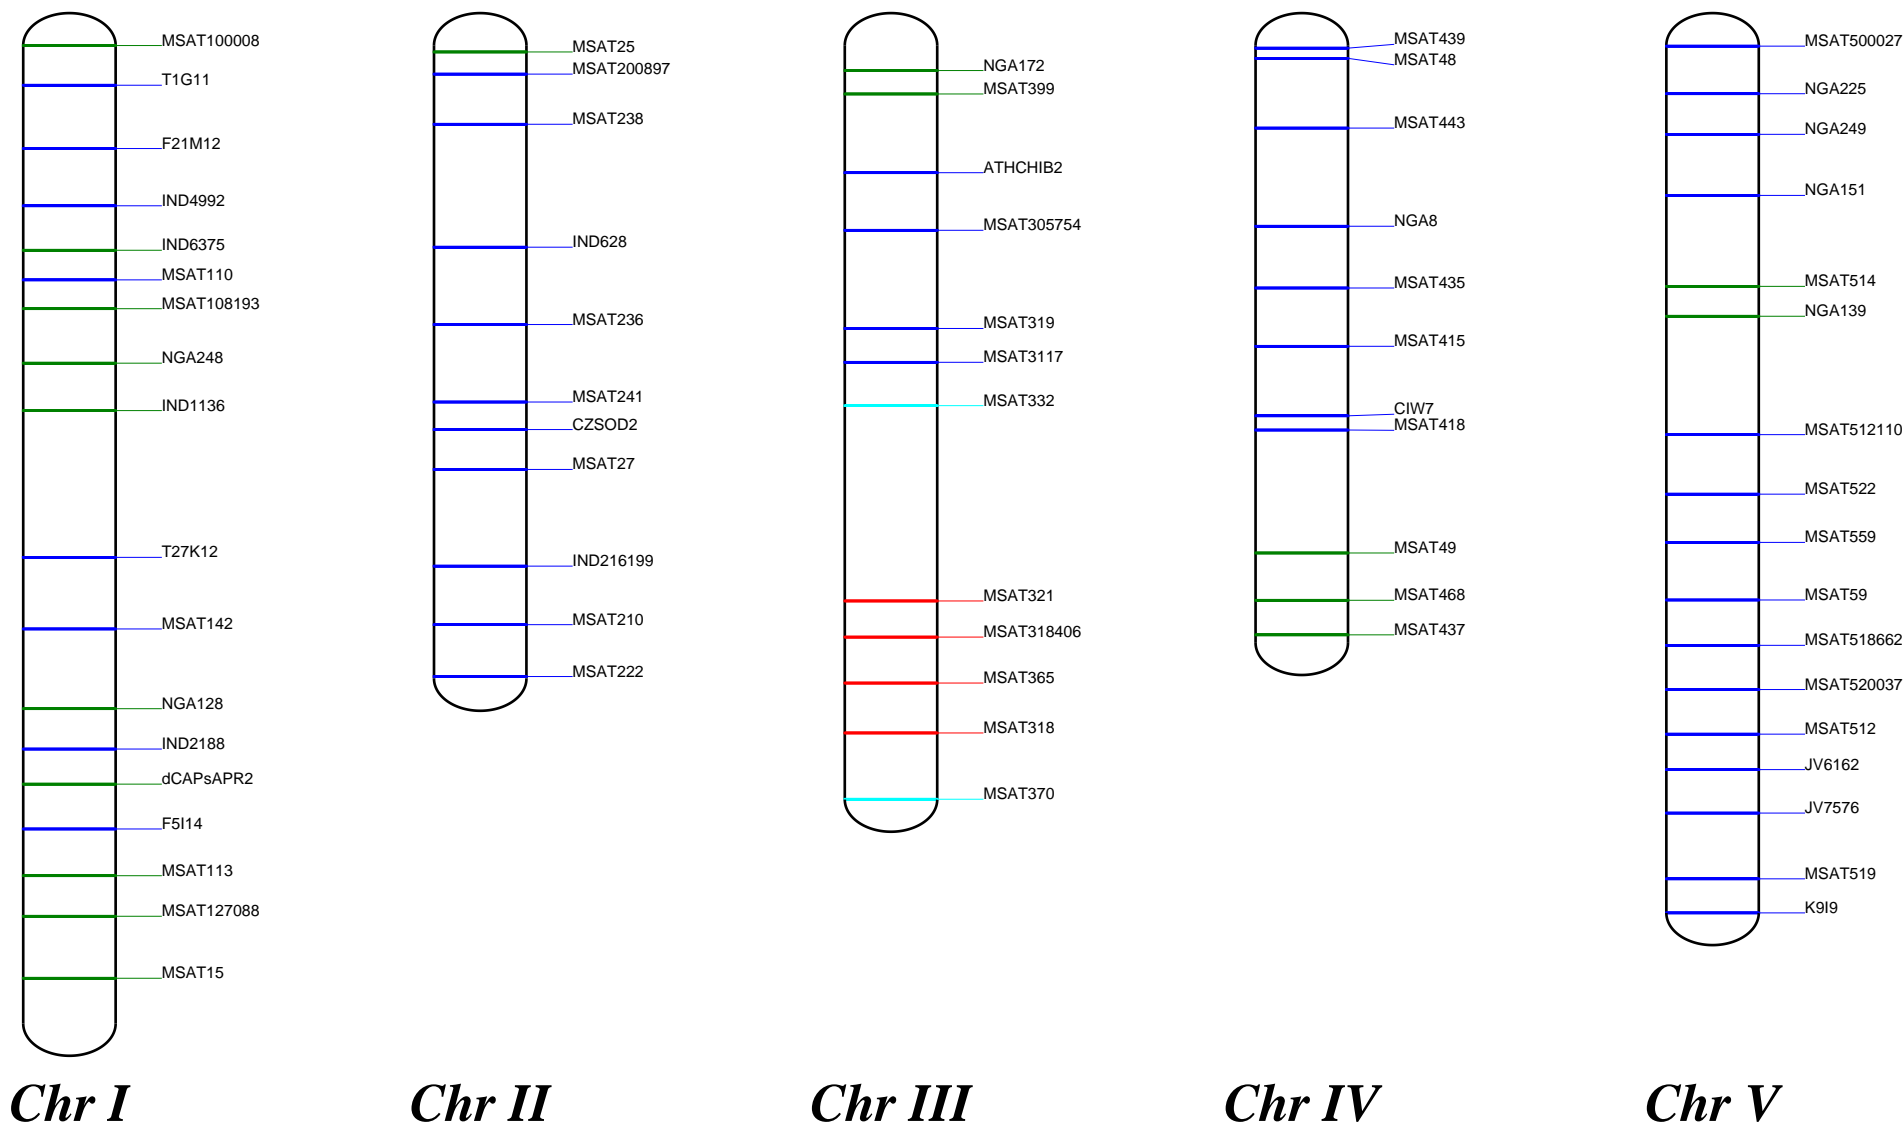 MSAT100008
T1G11
F21M12
IND4992
IND6375
MSAT110
MSAT108193
NGA248
IND1136
T27K12
MSAT142
NGA128
IND2188
dCAPsAPR2
F5I14
MSAT113
MSAT127088
MSAT15
Chr I
MSAT25
MSAT200897
MSAT238
IND628
MSAT236
MSAT241
CZSOD2
MSAT27
IND216199
MSAT210
MSAT222
Chr II
NGA172
MSAT399
ATHCHIB2
MSAT305754
MSAT319
MSAT3117
MSAT332
MSAT321
MSAT318406
MSAT365
MSAT318
MSAT370
Chr III
MSAT439
MSAT48
MSAT443
NGA8
MSAT435
MSAT415
CIW7
MSAT418
MSAT49
MSAT468
MSAT437
Chr IV
MSAT500027
NGA225
NGA249
NGA151
MSAT514
NGA139
MSAT512110
MSAT522
MSAT559
MSAT59
MSAT518662
MSAT520037
MSAT512
JV6162
JV7576
MSAT519
K9I9
Chr V